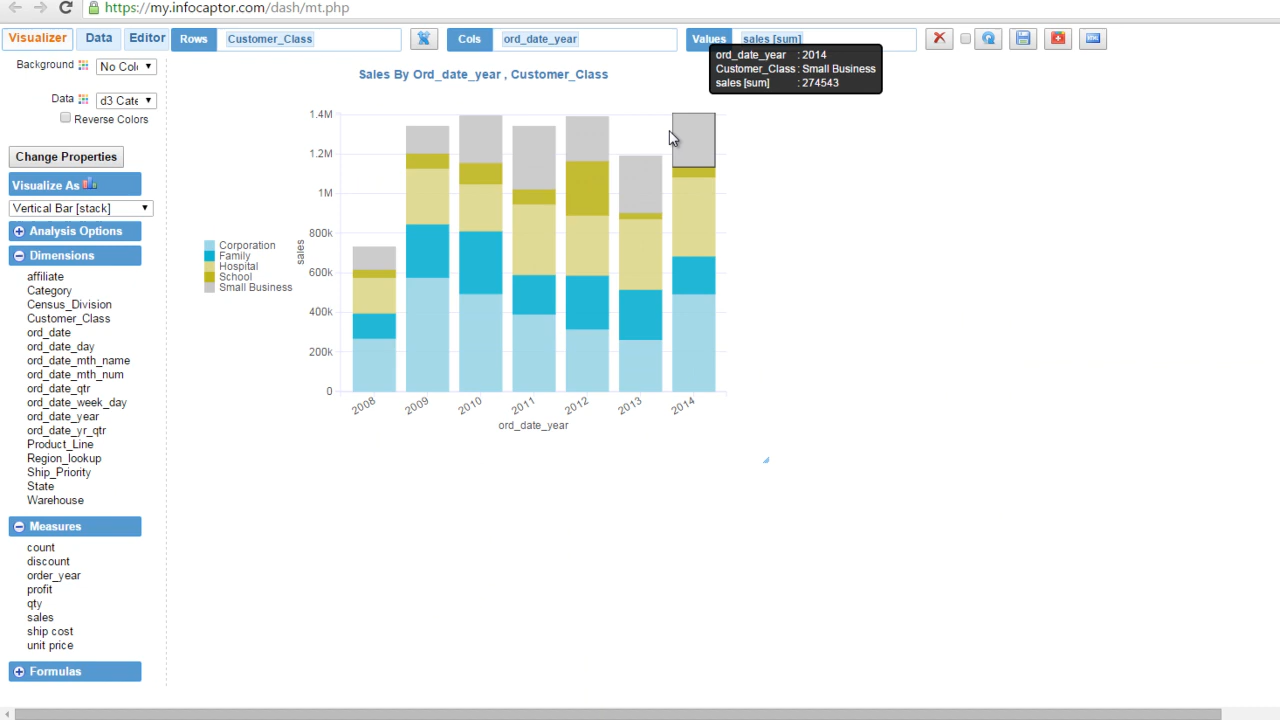 https://my.infocaptor.com/dash/mt.php
Visualizer
Data
Editor
Rows
Customer_Class
Cols
ord_date_year
Values
sales [sum]
ord_date_year : 2014
Customer_Class : Small Business
sales [sum] : 274543
Background
No Col
Data
d3 Cate
Reverse Colors
Change Properties
Visualize As
Vertical Bar [stack]
Analysis Options
Dimensions
affiliate
Category
Census_Division
Customer_Class
ord_date
ord_date_day
ord_date_mth_name
ord_date_mth_num
ord_date_qtr
ord_date_week_day
ord_date_year
ord_date_yr_qtr
Product_Line
Region_lookup
Ship_Priority
State
Warehouse
Measures
count
discount
order_year
profit
qty
sales
ship cost
unit price
Formulas
Sales By Ord_date_year , Customer_Class
Corporation
Family
Hospital
School
Small Business
sales
1.4M
1.2M
1M
800k
600k
400k
200k
0
2008
2009
2010
2011
2012
2013
2014
ord_date_year